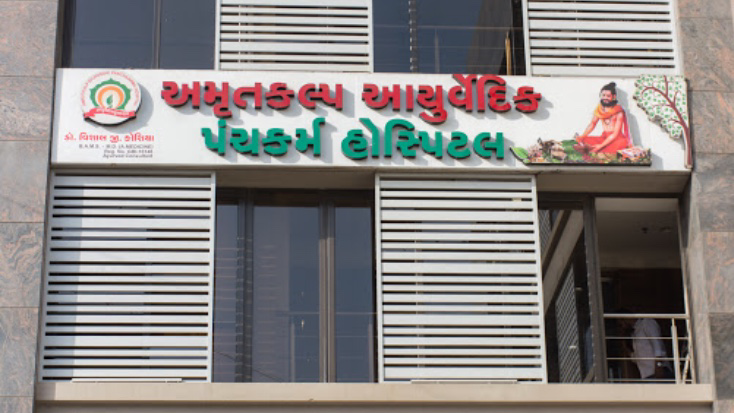 અમૃતકલ્પ આયુર્વેદિક
પંચકર્મ હોસ્પિટલ
ડો. વિશાલ જી. કોશિયા